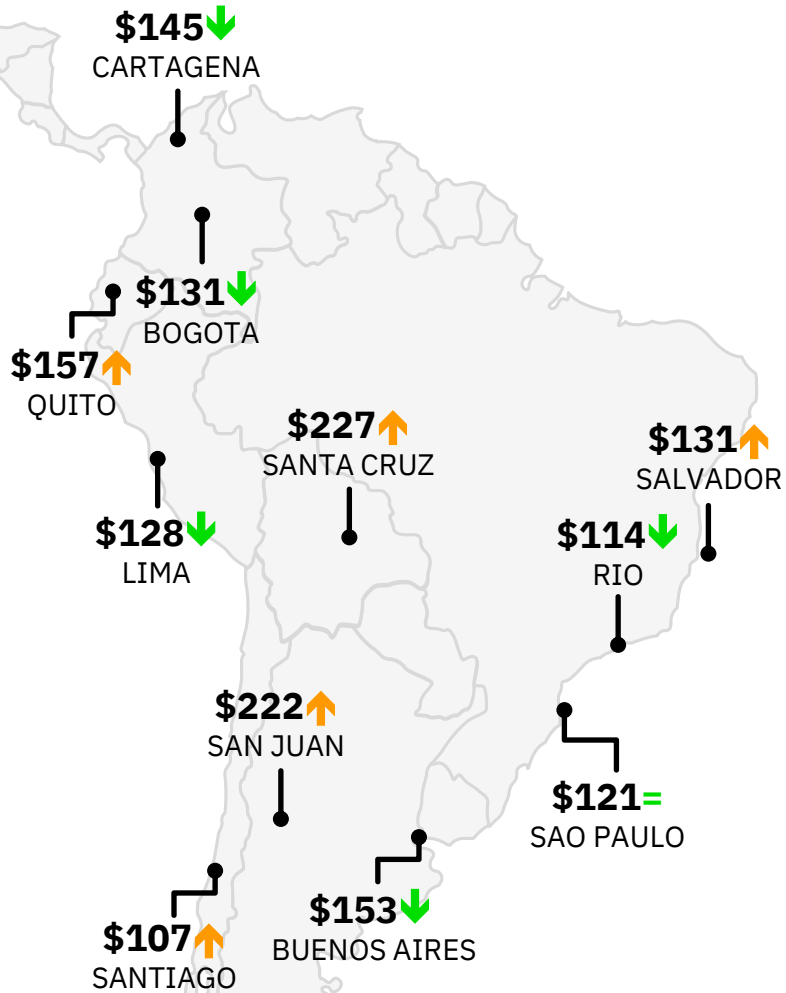 $145
CARTAGENA
$131
BOGOTA
$157
QUITO
$227
SANTA CRUZ
$131
SALVADOR
$128
LIMA
$114
RIO
$222
SAN JUAN
$121=
SAO PAULO
$153
BUENOS AIRES
$107
SANTIAGO